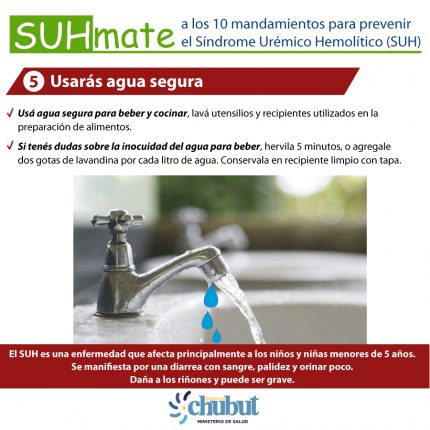 SUHmate
a los 10 mandamientos para prevenir
el Síndrome Urémico Hemolítico (SUH)
5 Usarás agua segura
Usá agua segura para beber y cocinar, lavá utensilios y recipientes utilizados en la
preparación de alimentos.
Si tenés dudas sobre la inocuidad del agua para beber, hervila 5 minutos, o agregale
dos gotas de lavandina por cada litro de agua. Conservala en recipiente limpio con tapa.
El SUH es una enfermedad que afecta principalmente a los niños y niñas menores de 5 años.
Se manifiesta por una diarrea con sangre, palidez y orinar poco.
Daña a los riñones y puede ser grave.
chubut
MINISTERIO DE SALUD